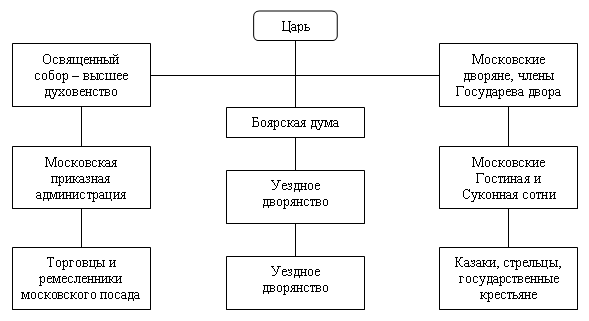 Царь
Освященный
собор – высшее
духовенство
Московские
дворяне, члены
Государева двора
Боярская дума
Московская
приказная
администрация
Уездное
дворянство
Московские
Гостиная и
Суконная сотни
Торговцы и
ремесленники
московского посада
Уездное
дворянство
Казаки, стрельцы,
государственные
крестьяне